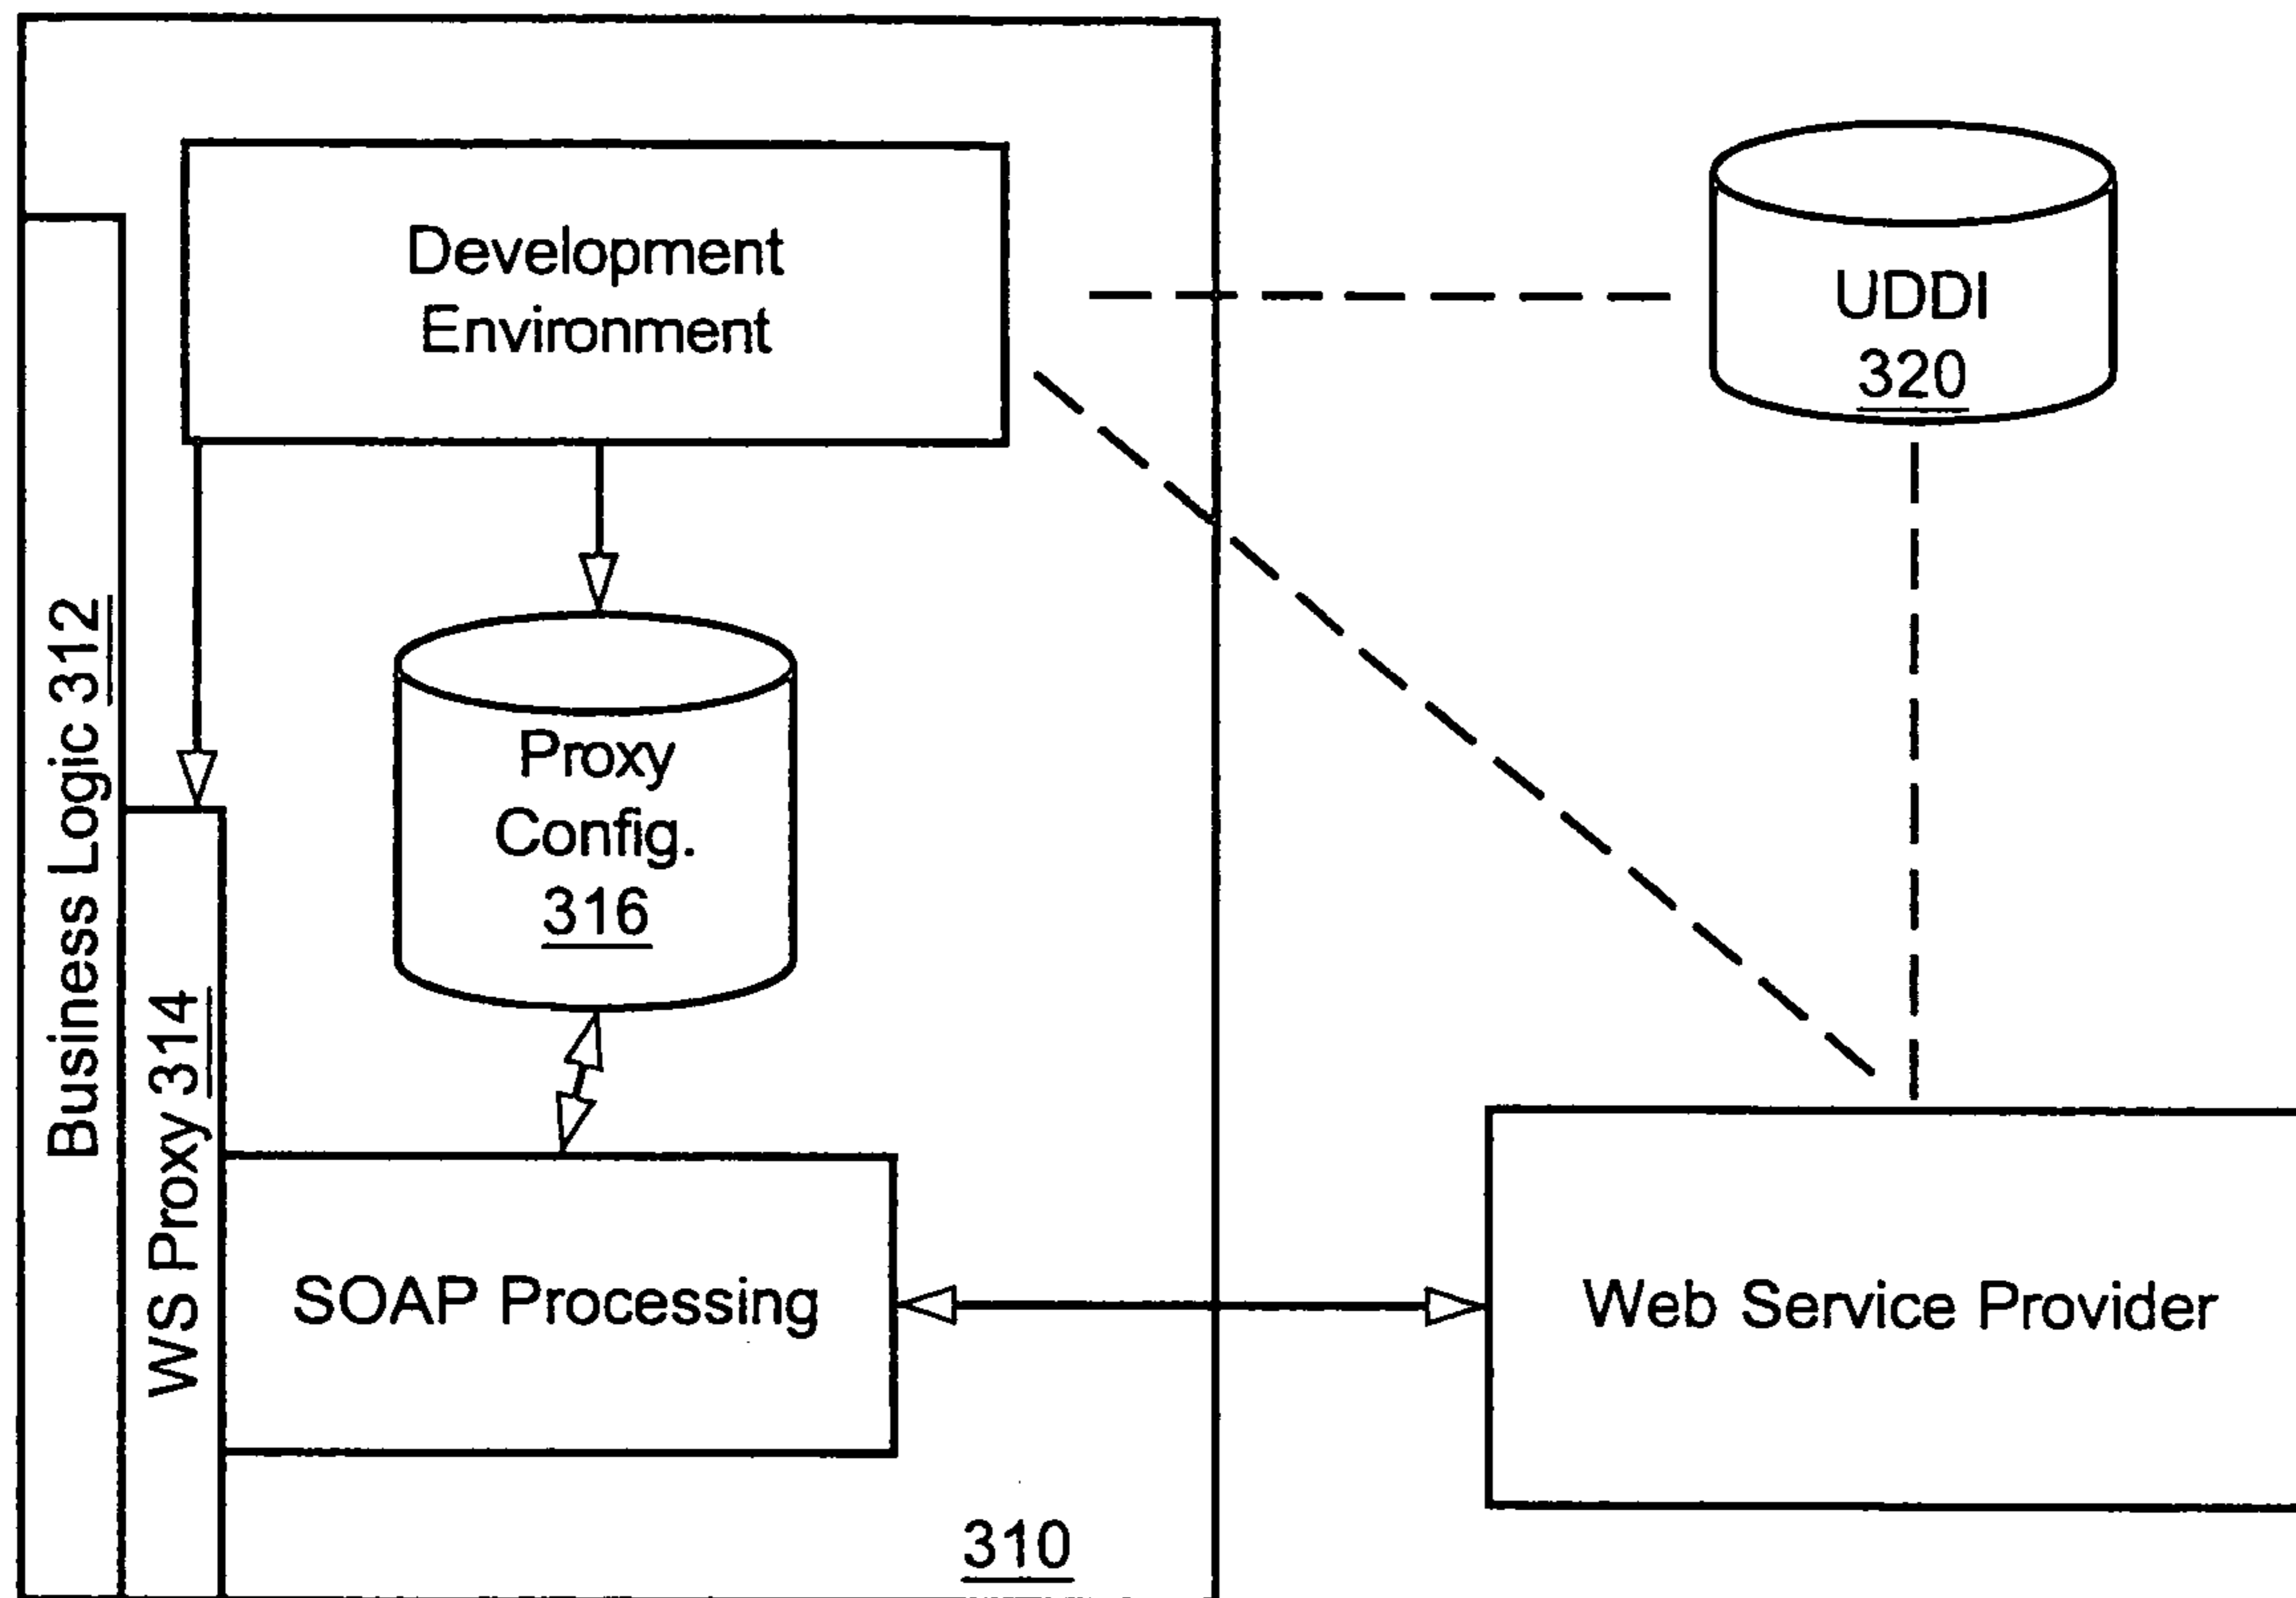 Development
Environment
UDDI
320
Business Logic 312
Proxy
Config.
316
WS Proxy 314
SOAP Processing
Web Service Provider
310